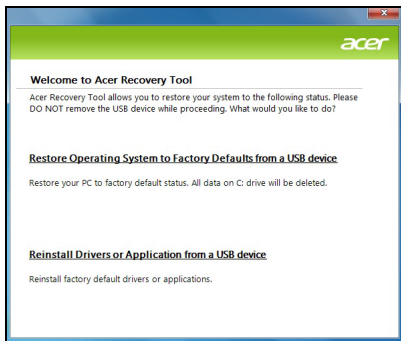 acer
Welcome to Acer Recovery Tool
Acer Recovery Tool allows you to restore your system to the following status. Please
DO NOT remove the USB device while proceeding. What would you like to do?
Restore Operating System to Factory Defaults from a USB device
Restore your PC to factory default status. All data on C: drive will be deleted.
Reinstall Drivers or Application from a USB device
Reinstall factory default drivers or applications.